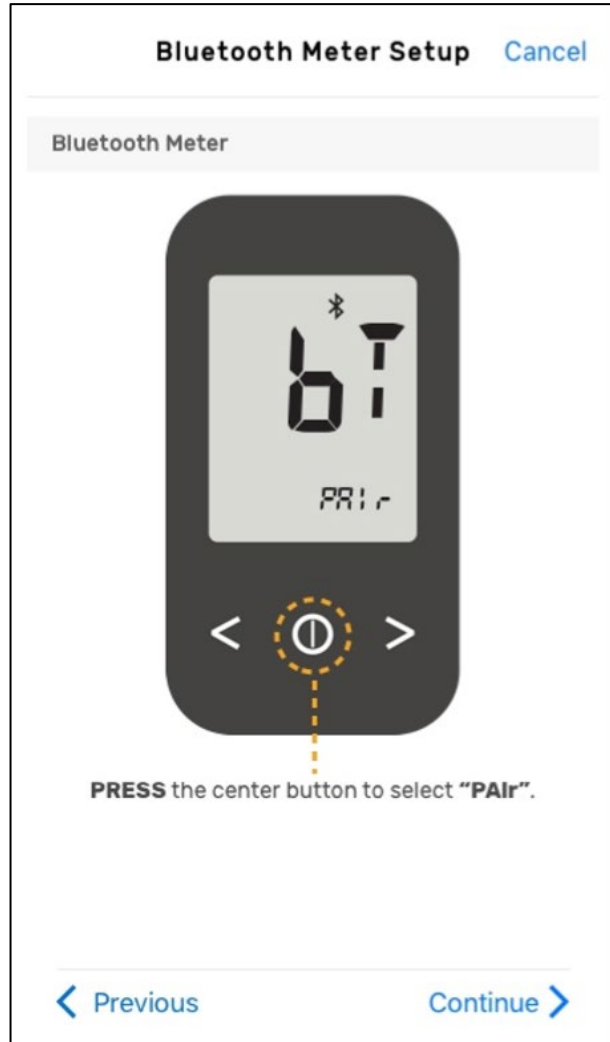 Bluetooth Meter Setup Cancel
Bluetooth Meter
bT
PAIr
PRESS the center button to select “PAIr”.
Previous Continue